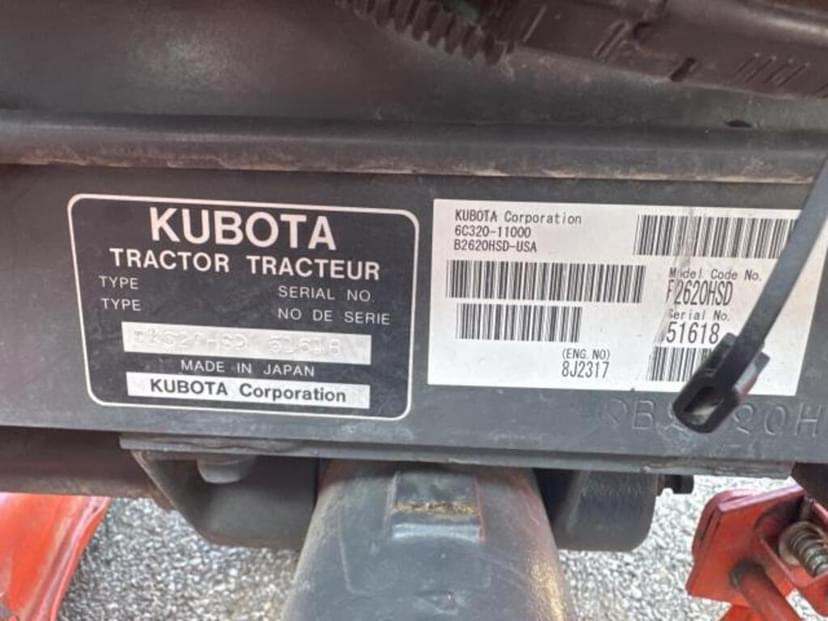 KUBOTA
TRACTOR TRACTEUR
TYPE
SERIAL NO.
TYPE
NO DE SERIE
MADE IN JAPAN
KUBOTA Corporation
KUBOTA Corporation
6C320-11000
B2620HSD-USA
Model Code No.
B2620HSD
Serial No.
51618
(ENG.NO)
8J2317